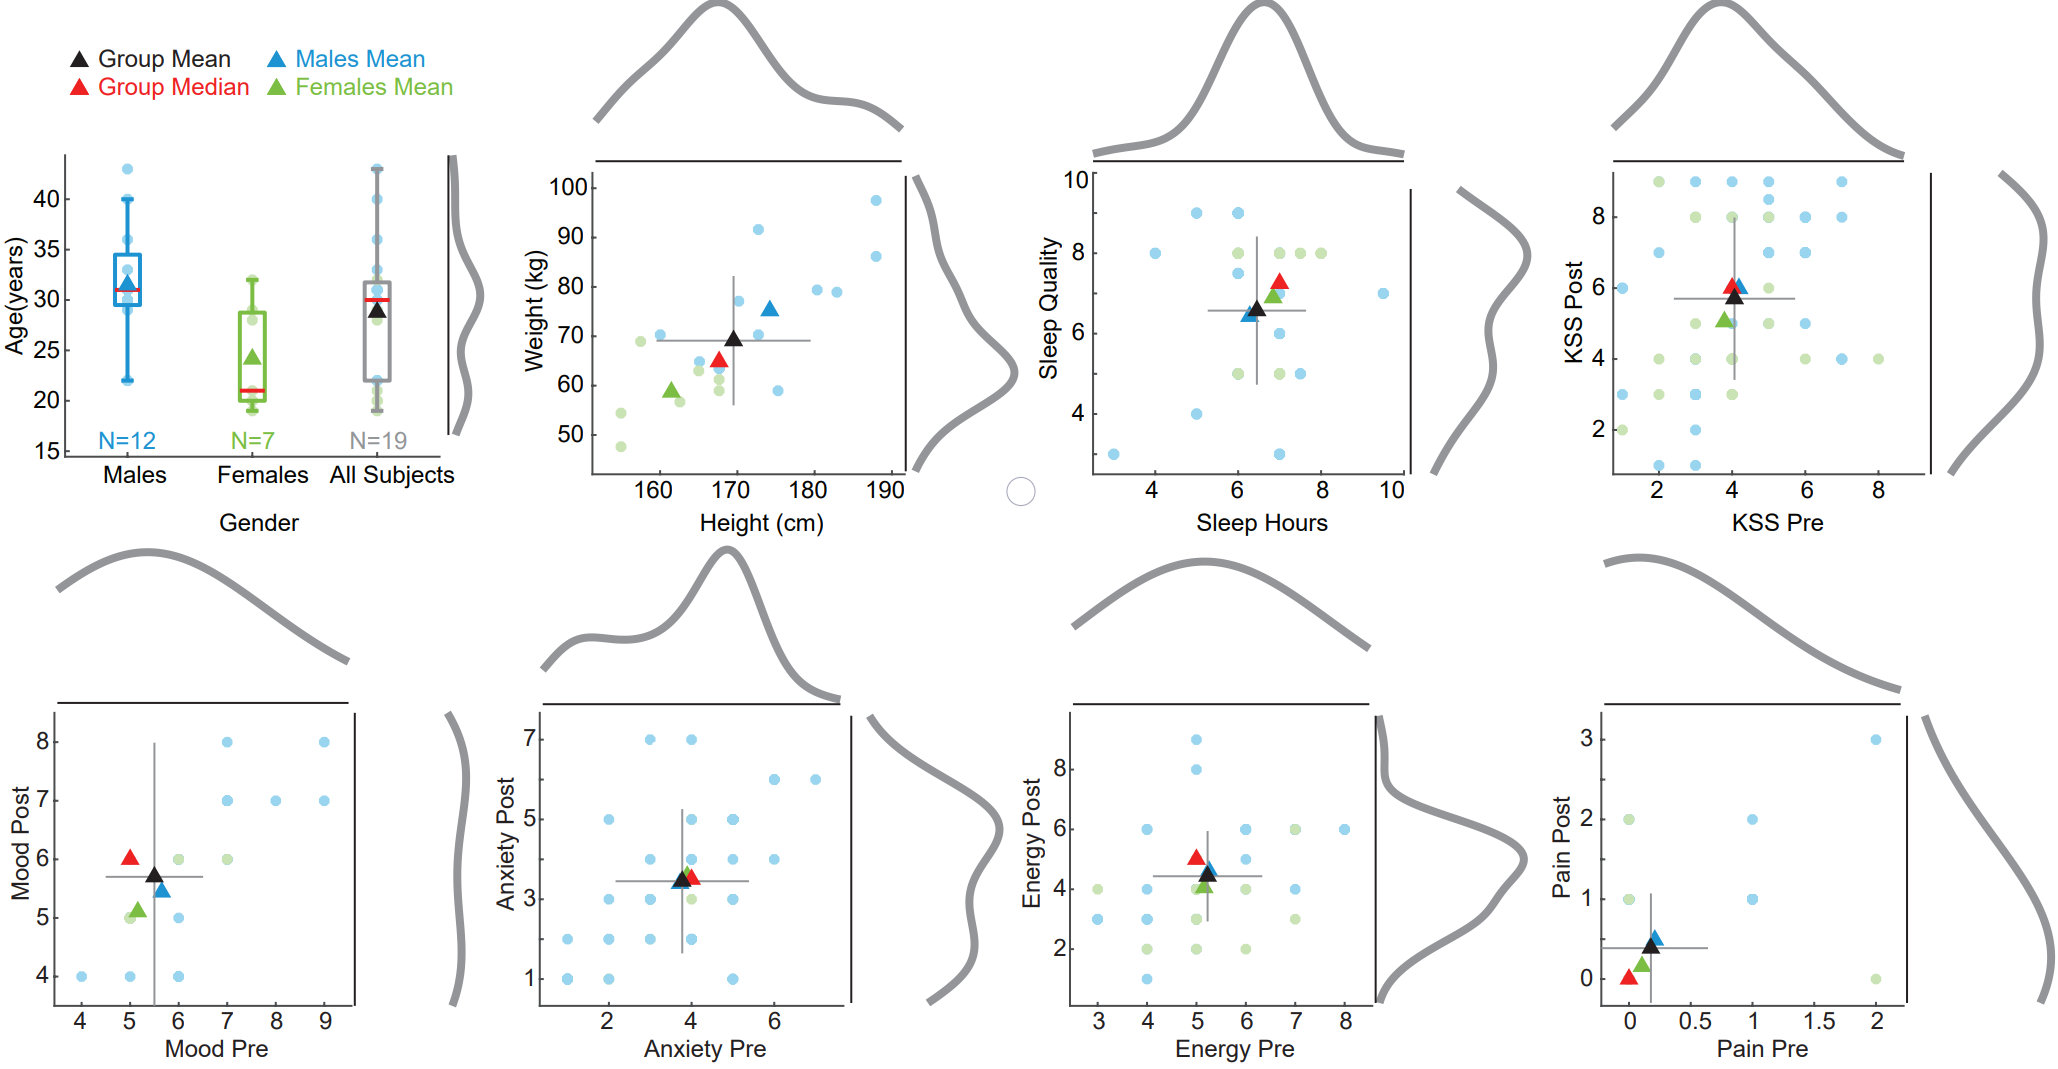 Group Mean
Males Mean
Group Median
Females Mean
Age(years)
40
35
30
25
20
15
N=12
N=7
N=19
Males
Females
All Subjects
Gender
Weight (kg)
100
90
80
70
60
50
160
170
180
190
Height (cm)
Sleep Quality
10
8
6
4
4
6
8
10
Sleep Hours
KSS Post
8
6
4
2
2
4
6
8
KSS Pre
Mood Post
8
7
6
5
4
4
5
6
7
8
9
Mood Pre
Anxiety Post
7
5
3
1
2
4
6
Anxiety Pre
Energy Post
8
6
4
2
3
4
5
6
7
8
Energy Pre
Pain Post
3
2
1
0
0
0.5
1
1.5
2
Pain Pre